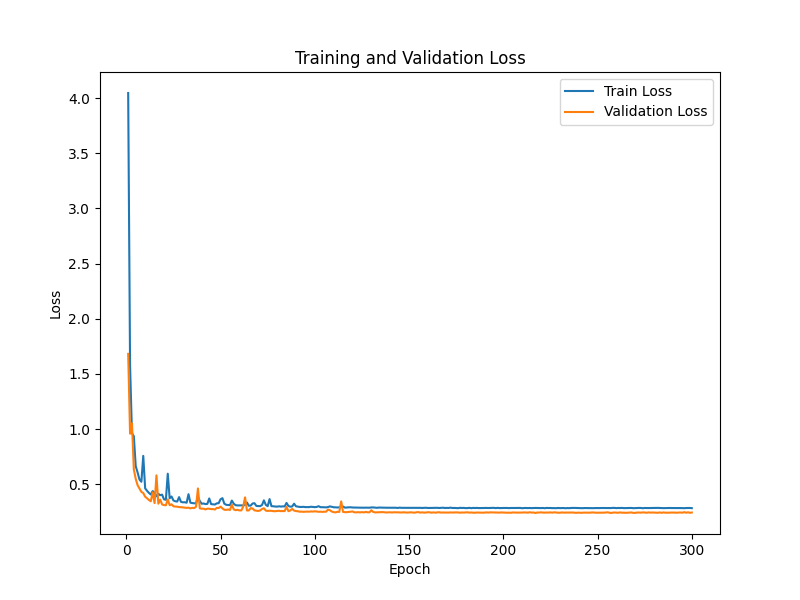 Training and Validation Loss
Train Loss
Validation Loss
4.0
3.5
3.0
2.5
2.0
1.5
1.0
0.5
Loss
0 50 100 150 200 250 300
Epoch